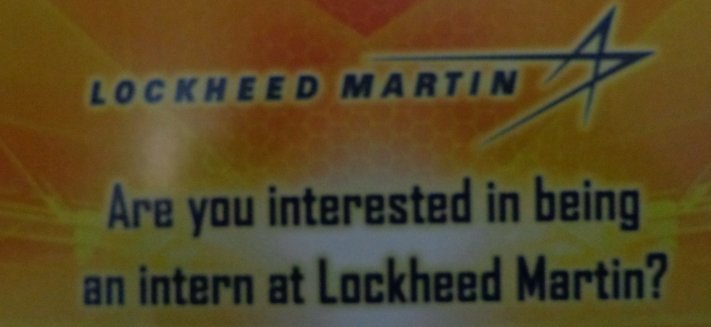 LOCKHEED MARTIN
Are you interested in being
an intern at Lockheed Martin?